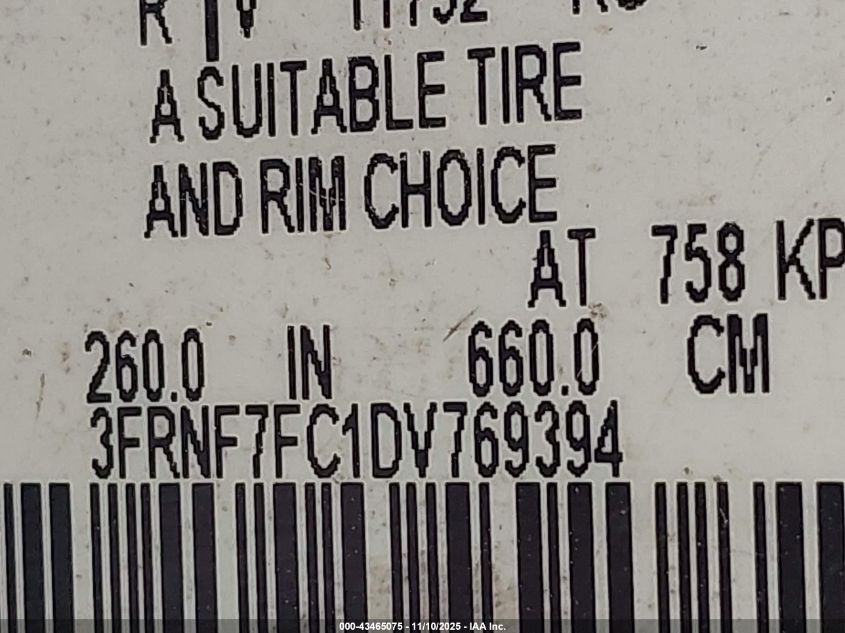 A SUITABLE TIRE
AND RIM CHOICE
AT 758 KP
260.0 IN 660.0 CM
3FRNF7FC1DV769394
000-43465075 - 11/10/2025 - IAA Inc.